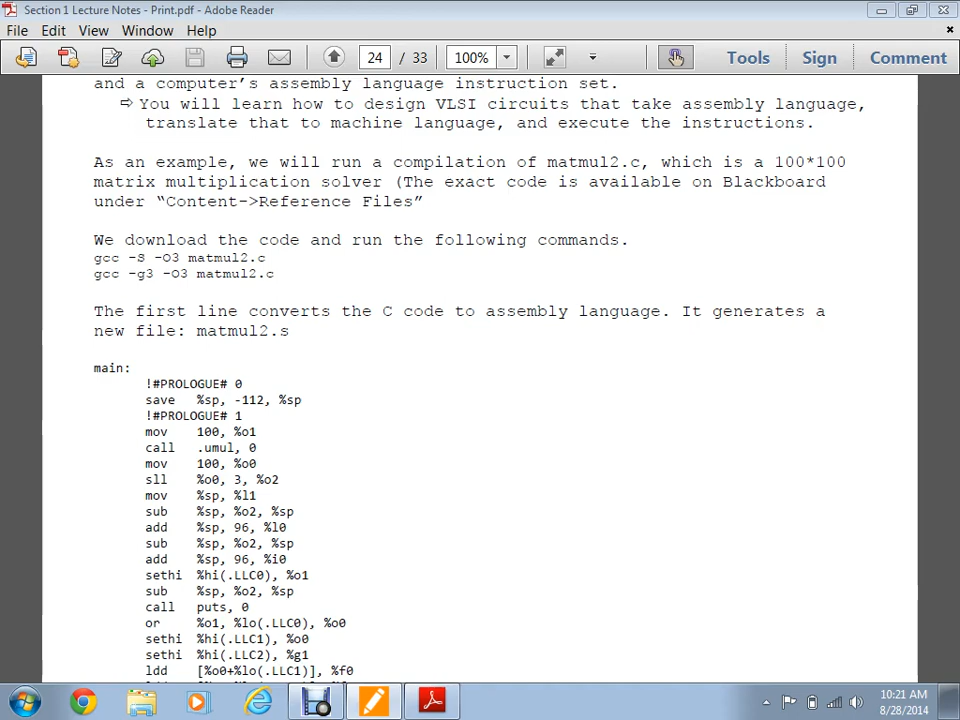 Section 1 Lecture Notes - Print.pdf - Adobe Reader
File Edit View Window Help
24 / 33 100% Tools Sign Comment
and a computer's assembly language instruction set.
⇨ You will learn how to design VLSI circuits that take assembly language,
translate that to machine language, and execute the instructions.
As an example, we will run a compilation of matmul2.c, which is a 100*100
matrix multiplication solver (The exact code is available on Blackboard
under “Content->Reference Files”
We download the code and run the following commands.
gcc -S -O3 matmul2.c
gcc -g3 -O3 matmul2.c
The first line converts the C code to assembly language. It generates a
new file: matmul2.s
main:
!#PROLOGUE# 0
save %sp, -112, %sp
!#PROLOGUE# 1
mov 100, %o1
call .umul, 0
mov 100, %o0
sll %o0, 3, %o2
mov %sp, %l1
sub %sp, %o2, %sp
add %sp, 96, %l0
sub %sp, %o2, %sp
add %sp, 96, %i0
sethi %hi(.LLC0), %o1
sub %sp, %o2, %sp
call puts, 0
or %o1, %lo(.LLC0), %o0
sethi %hi(.LLC1), %o0
sethi %hi(.LLC2), %g1
ldd [%o0+%lo(.LLC1)], %f0
10:21 AM
8/28/2014